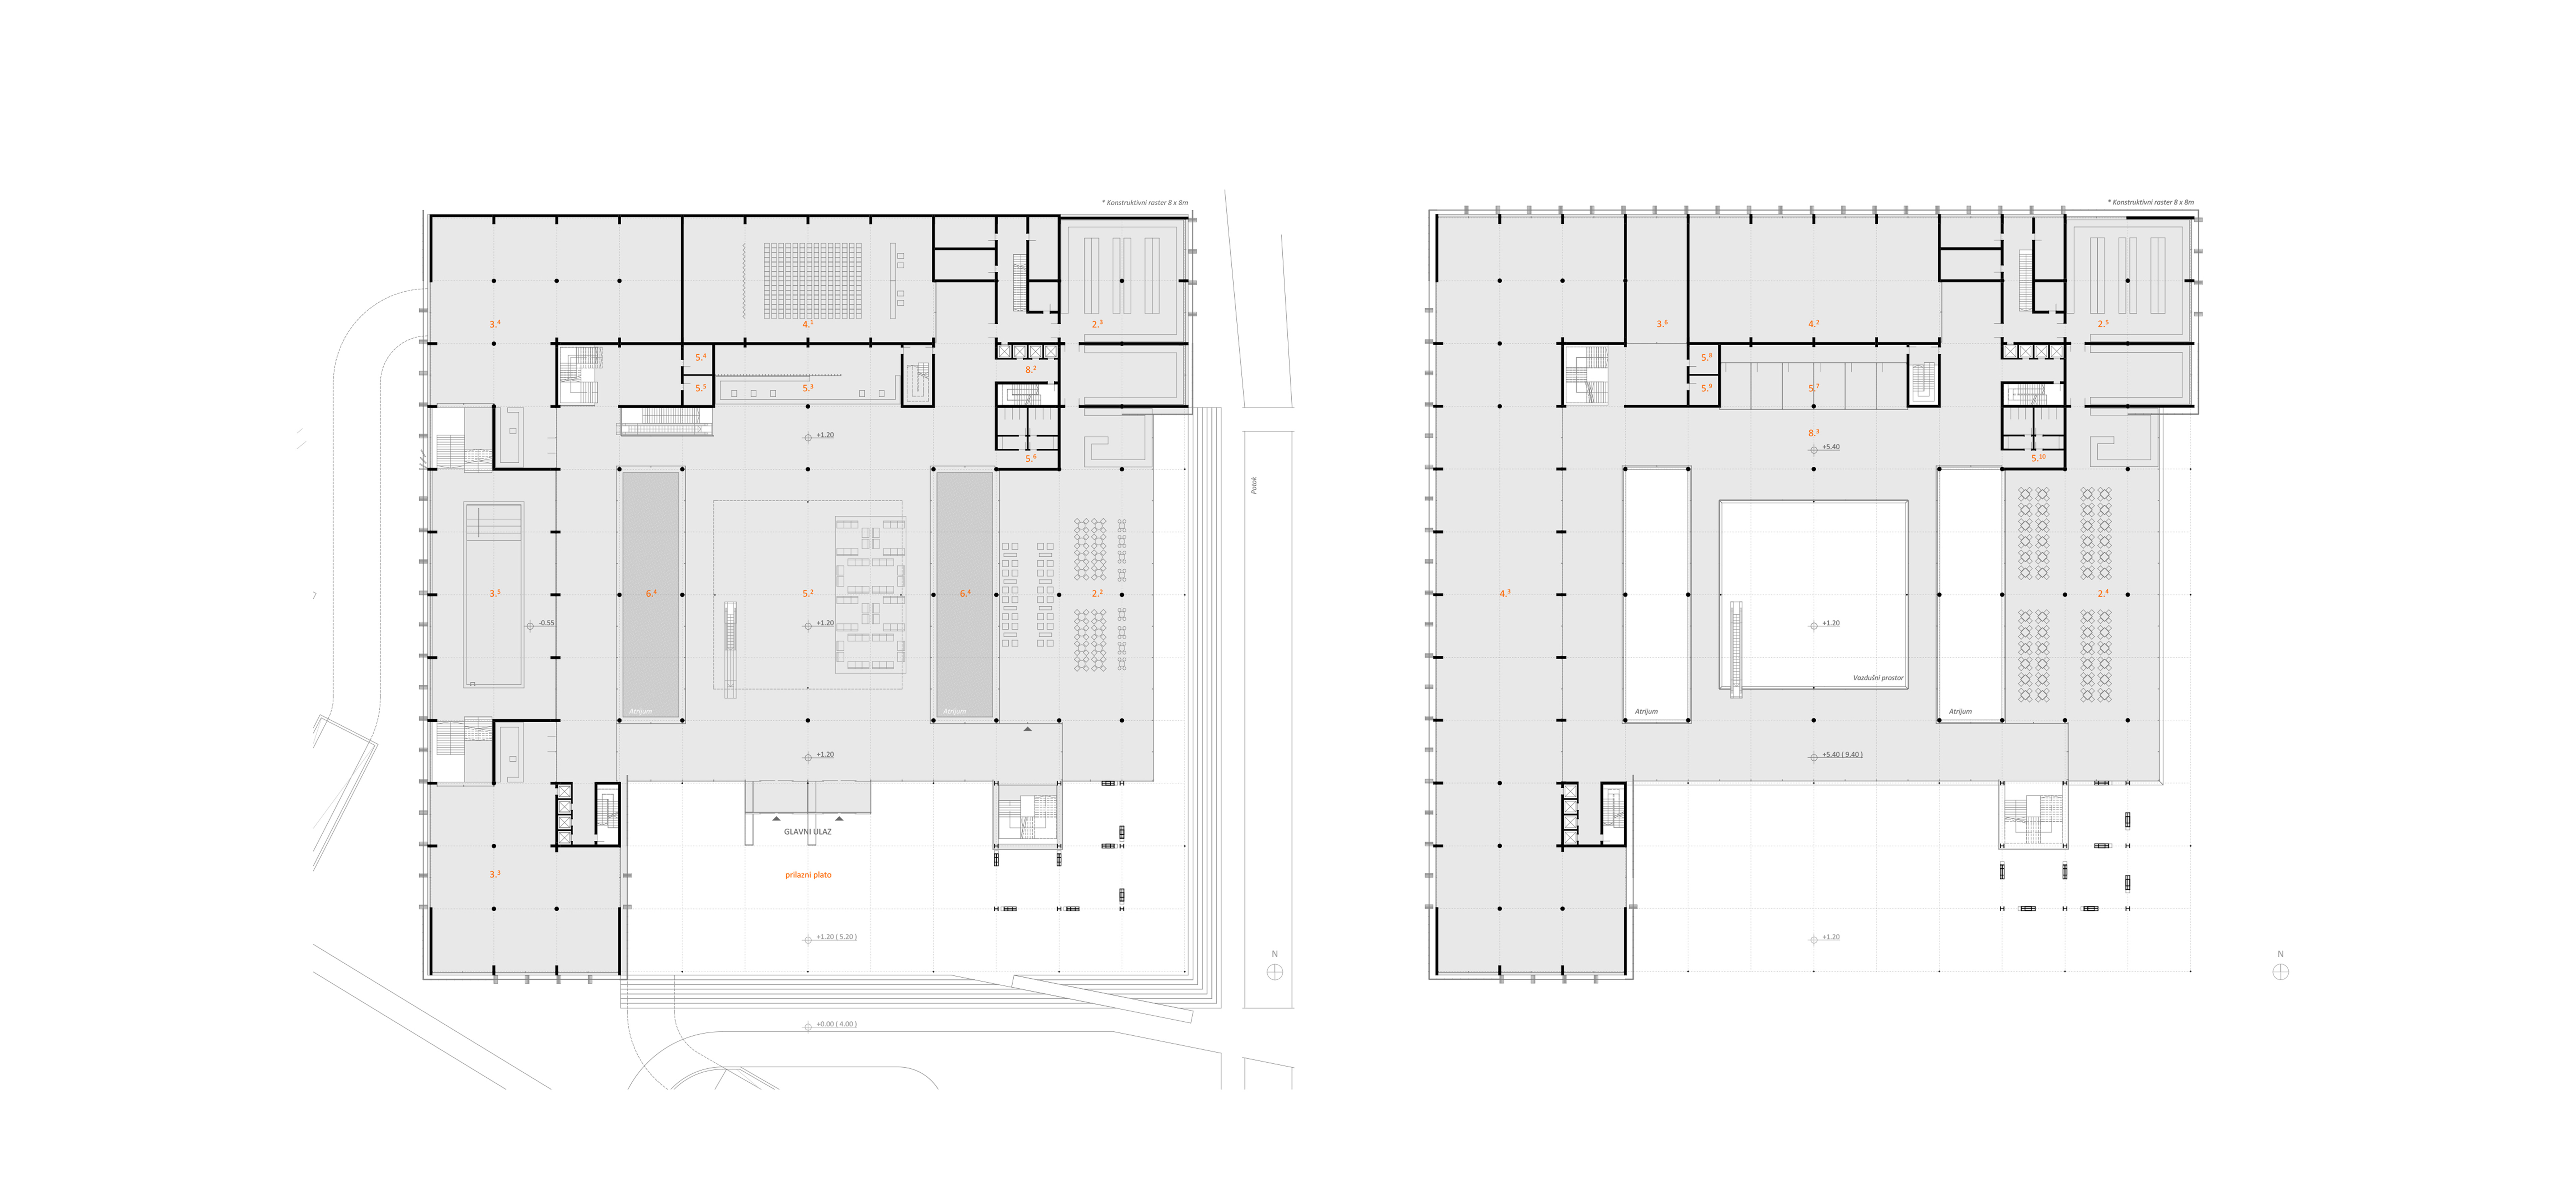 * Konstruktivni raster 8 x 8m
3.⁴
4.¹
2.³
5.⁴
8.²
5.⁵
5.³
+1.20
5.⁶
Potok
3.⁵
6.⁴
5.²
6.⁴
2.²
-0.55
+1.20
Atrijum
Atrijum
+1.20
GLAVNI ULAZ
3.³
prilazni plato
+1.20 ( 5.20 )
N
+0.00 ( 4.00 )
* Konstruktivni raster 8 x 8m
3.⁶
4.²
2.⁵
5.⁸
5.⁹
5.⁷
8.³
+5.40
5.¹⁰
4.³
2.⁴
+1.20
Vazdušni prostor
Atrijum
Atrijum
+5.40 ( 9.40 )
+1.20
N